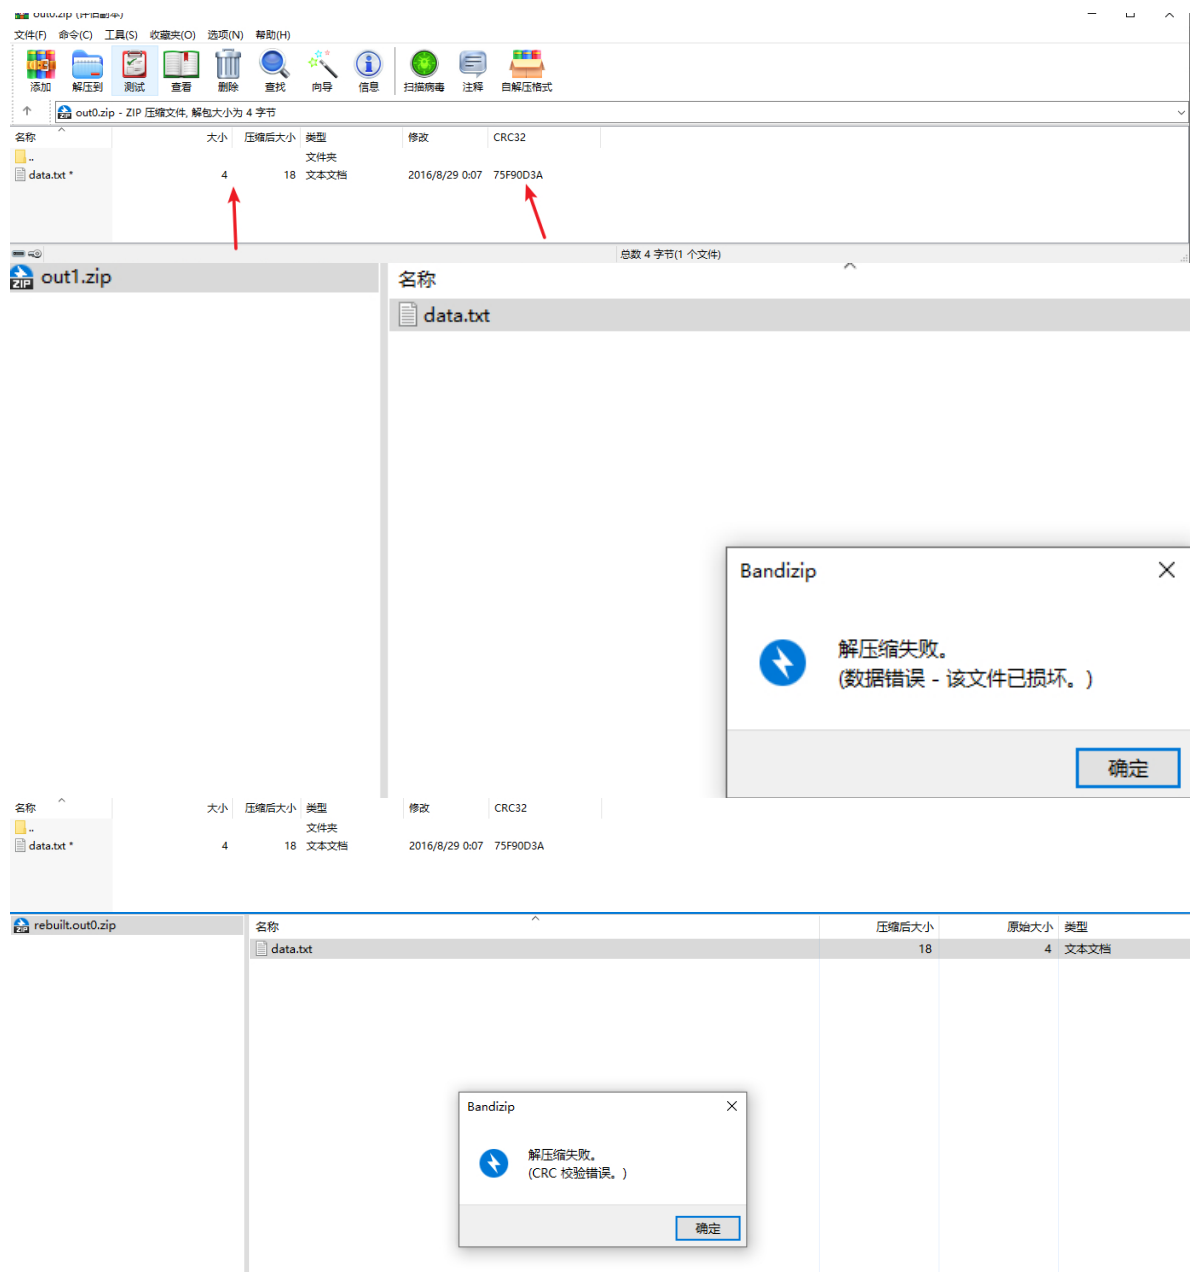 out0.zip (评估副本)
文件(F) 命令(C) 工具(S) 收藏夹(O) 选项(N) 帮助(H)
添加 解压到 测试 查看 删除 查找 向导 信息 扫描病毒 注释 自解压格式
out0.zip - ZIP 压缩文件, 解包大小为 4 字节
名称 大小 压缩后大小 类型 修改 CRC32
.. 文件夹
data.txt * 4 18 文本文档 2016/8/29 0:07 75F90D3A
总数 4 字节(1 个文件)
out1.zip 名称
data.txt
Bandizip
解压缩失败。
(数据错误 - 该文件已损坏。)
确定
名称 大小 压缩后大小 类型 修改 CRC32
.. 文件夹
data.txt * 4 18 文本文档 2016/8/29 0:07 75F90D3A
rebuilt.out0.zip 名称 压缩后大小 原始大小 类型
data.txt 18 4 文本文档
Bandizip
解压缩失败。
(CRC 校验错误。)
确定